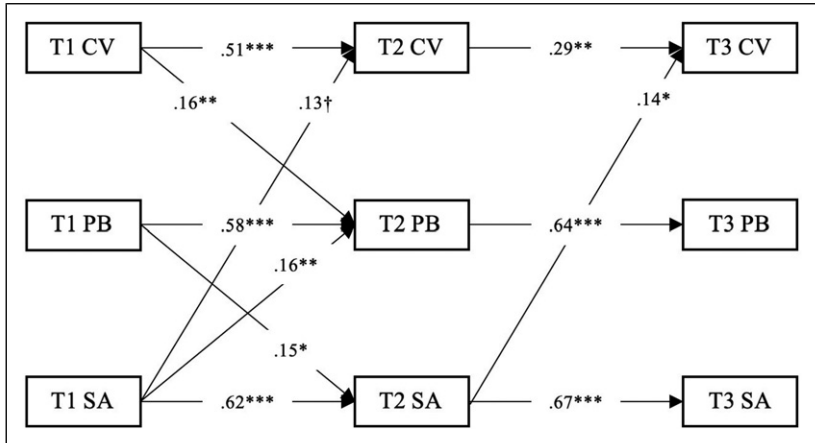 T1 CV
.51***
T2 CV
.29**
T3 CV
.16**
.13†
.14*
T1 PB
.58***
T2 PB
.64***
T3 PB
.16**
.15*
T1 SA
.62***
T2 SA
.67***
T3 SA